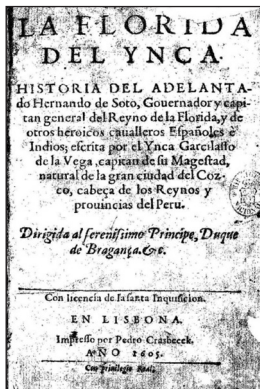 LA FLORIDA
DEL YNCA.
HISTORIA DEL ADELANTA-
do Hernando de Soto, Gouernador y capi-
tan general del Reyno de la Florida, y de
otros heroicos caualleros Españoles è
Indios; escrita por el Ynca Garcilasso
de la Vega, capitan de su Magestad,
natural de la gran ciudad del Coz-
co, cabeça de los Reynos y
prouincias del Peru.
Dirigida al serenissimo Principe, Duque
de Bragança. &c.
Con licencia de la santa Inquisicion.
EN LISBONA.
Impresso por Pedro Crasbeeck.
AÑO 1605.
Con priuilegio Real.